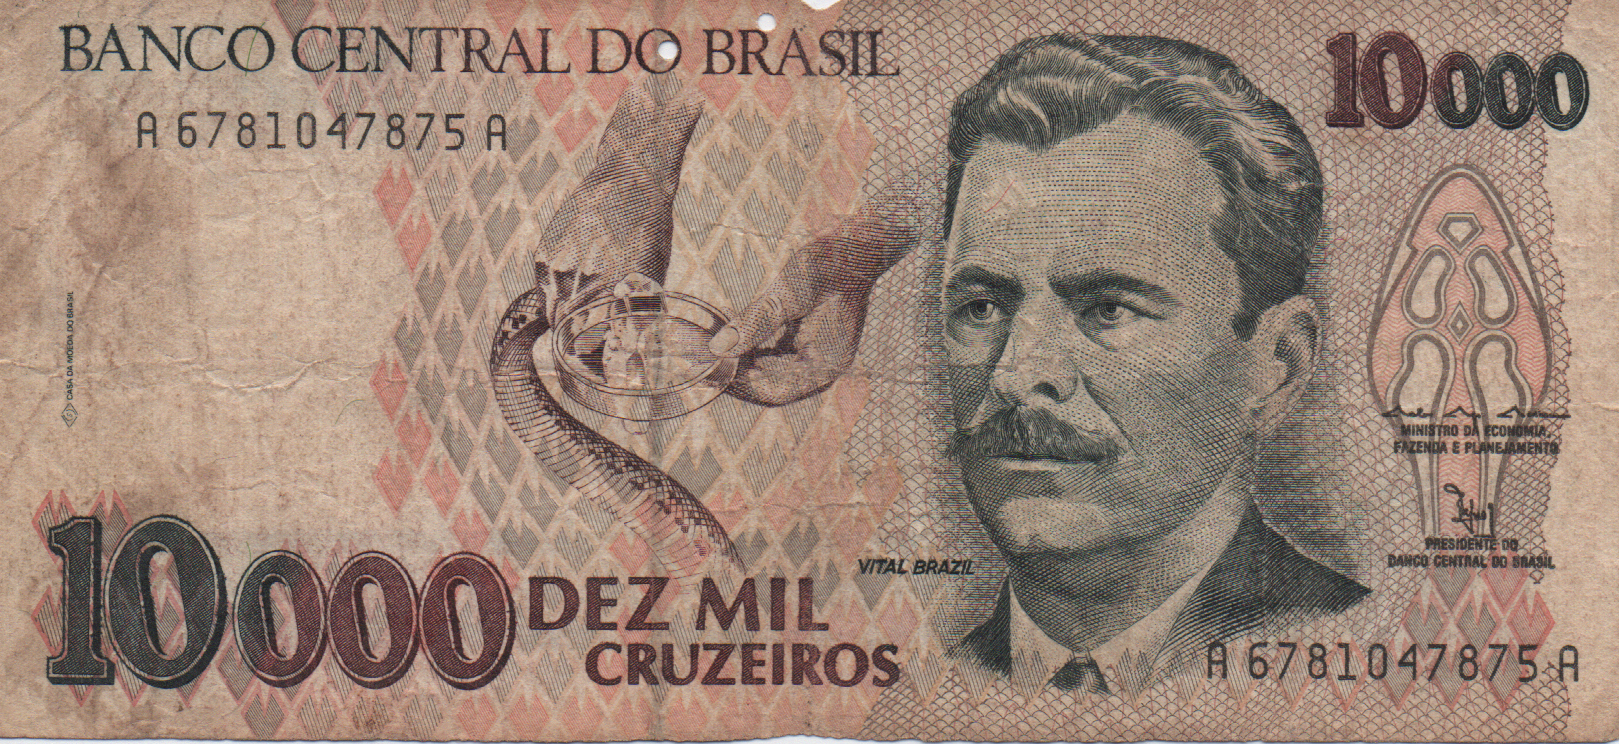 BANCO CENTRAL DO BRASIL
10000
A 6781047875 A
CASA DA MOEDA DO BRASIL
MINISTRO DA ECONOMIA,
FAZENDA E PLANEJAMENTO
PRESIDENTE DO
BANCO CENTRAL DO BRASIL
VITAL BRAZIL
10000 DEZ MIL
CRUZEIROS
A 6781047875 A